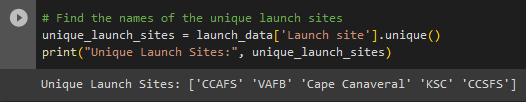 # Find the names of the unique launch sites
unique_launch_sites = launch_data['Launch site'].unique()
print("Unique Launch Sites:", unique_launch_sites)
Unique Launch Sites: ['CCAFS' 'VAFB' 'Cape Canaveral' 'KSC' 'CCSFS']